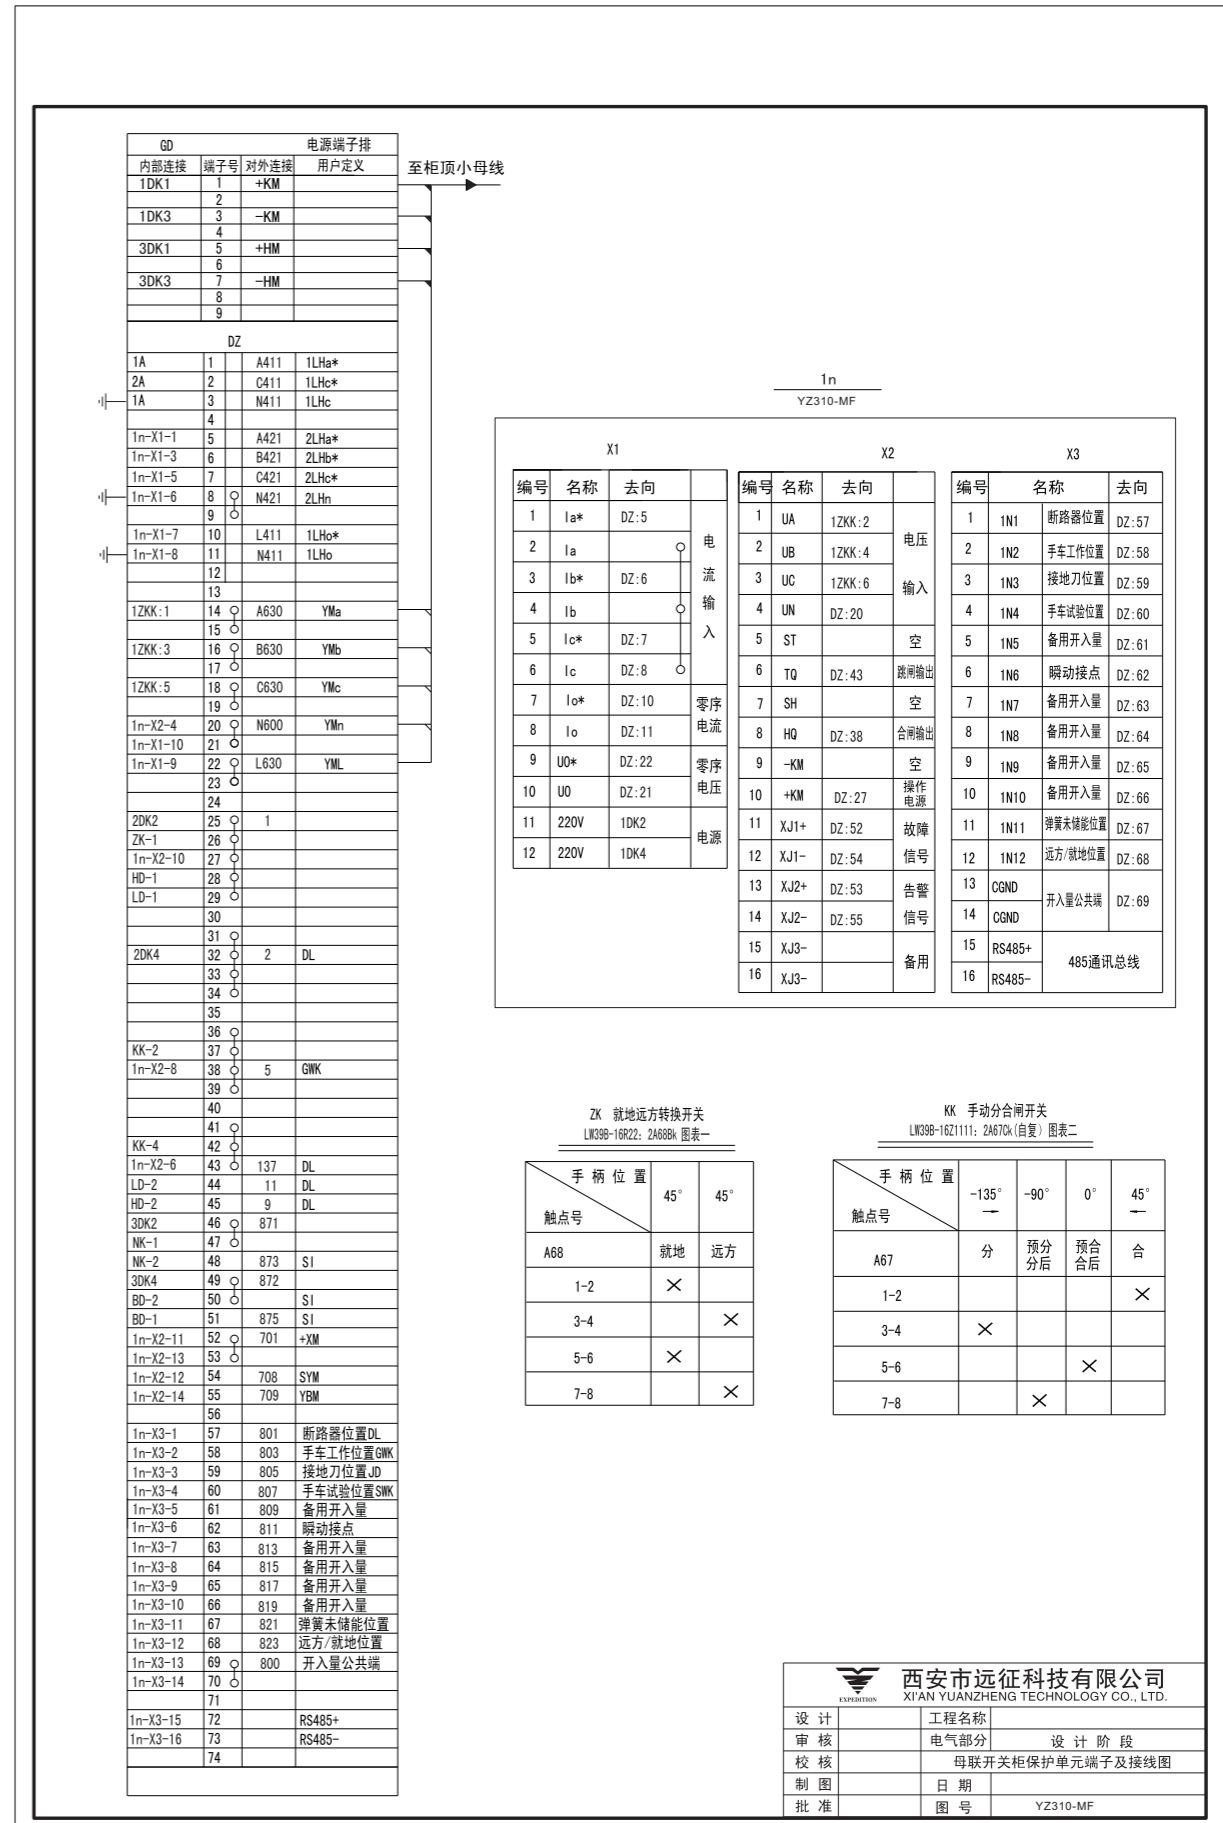 GD 电源端子排
内部连接 端子号 对外连接 用户定义
1DK1 1 +KM
2
1DK3 3 -KM
4
3DK1 5 +HM
6
3DK3 7 -HM
8
9
至柜顶小母线
DZ
1A 1 A411 1LHa*
2A 2 C411 1LHc*
1A 3 N411 1LHc
4
1n-X1-1 5 A421 2LHa*
1n-X1-3 6 B421 2LHb*
1n-X1-5 7 C421 2LHc*
1n-X1-6 8 N421 2LHn
9
1n-X1-7 10 L411 1LHo*
1n-X1-8 11 N411 1LHo
12
13
1ZKK:1 14 A630 YMa
15
1ZKK:3 16 B630 YMb
17
1ZKK:5 18 C630 YMc
19
1n-X2-4 20 N600 YMn
1n-X1-10 21
1n-X1-9 22 L630 YML
23
24
2DK2 25 1
ZK-1 26
1n-X2-10 27
HD-1 28
LD-1 29
30
31
2DK4 32 2 DL
33
34
35
36
KK-2 37
1n-X2-8 38 5 GWK
39
40
41
KK-4 42
1n-X2-6 43 137 DL
LD-2 44 11 DL
HD-2 45 9 DL
3DK2 46 871
NK-1 47
NK-2 48 873 SI
3DK4 49 872
BD-2 50 SI
BD-1 51 875 SI
1n-X2-11 52 701 +XM
1n-X2-13 53
1n-X2-12 54 708 SYM
1n-X2-14 55 709 YBM
56
1n-X3-1 57 801 断路器位置DL
1n-X3-2 58 803 手车工作位置GWK
1n-X3-3 59 805 接地刀位置JD
1n-X3-4 60 807 手车试验位置SWK
1n-X3-5 61 809 备用开入量
1n-X3-6 62 811 瞬动接点
1n-X3-7 63 813 备用开入量
1n-X3-8 64 815 备用开入量
1n-X3-9 65 817 备用开入量
1n-X3-10 66 819 备用开入量
1n-X3-11 67 821 弹簧未储能位置
1n-X3-12 68 823 远方/就地位置
1n-X3-13 69 800 开入量公共端
1n-X3-14 70
71
1n-X3-15 72 RS485+
1n-X3-16 73 RS485-
74
1n
YZ310-MF
X1
编号 名称 去向
1 Ia* DZ:5
2 Ia
3 Ib* DZ:6
4 Ib
5 Ic* DZ:7
6 Ic DZ:8
电流输入
7 Io* DZ:10
8 Io DZ:11
零序电流
9 U0* DZ:22
10 U0 DZ:21
零序电压
11 220V 1DK2
12 220V 1DK4
电源
X2
编号 名称 去向
1 UA 1ZKK:2
2 UB 1ZKK:4
3 UC 1ZKK:6
4 UN DZ:20
电压输入
5 ST 空
6 TQ DZ:43 跳闸输出
7 SH 空
8 HQ DZ:38 合闸输出
9 -KM 空
10 +KM DZ:27 操作电源
11 XJ1+ DZ:52
12 XJ1- DZ:54
故障信号
13 XJ2+ DZ:53
14 XJ2- DZ:55
告警信号
15 XJ3-
16 XJ3-
备用
X3
编号 名称 去向
1 1N1 断路器位置 DZ:57
2 1N2 手车工作位置 DZ:58
3 1N3 接地刀位置 DZ:59
4 1N4 手车试验位置 DZ:60
5 1N5 备用开入量 DZ:61
6 1N6 瞬动接点 DZ:62
7 1N7 备用开入量 DZ:63
8 1N8 备用开入量 DZ:64
9 1N9 备用开入量 DZ:65
10 1N10 备用开入量 DZ:66
11 1N11 弹簧未储能位置 DZ:67
12 1N12 远方/就地位置 DZ:68
13 CGND
14 CGND
开入量公共端 DZ:69
15 RS485+
16 RS485-
485通讯总线
ZK 就地远方转换开关
LW39B-16R22: 2A68Bk 图表一
手柄位置 45° 45°
触点号
A68 就地 远方
1-2 ×
3-4 ×
5-6 ×
7-8 ×
KK 手动分合闸开关
LW39B-16Z1111: 2A67Ck(自复) 图表二
手柄位置 -135° -90° 0° 45°
触点号 → ←
A67 分 预分分后 预合合后 合
1-2 ×
3-4 ×
5-6 ×
7-8 ×
EXPEDITION
西安市远征科技有限公司
XI'AN YUANZHENG TECHNOLOGY CO., LTD.
设计 工程名称
审核 电气部分 设计阶段
校核 母联开关柜保护单元端子及接线图
制图 日期
批准 图号 YZ310-MF